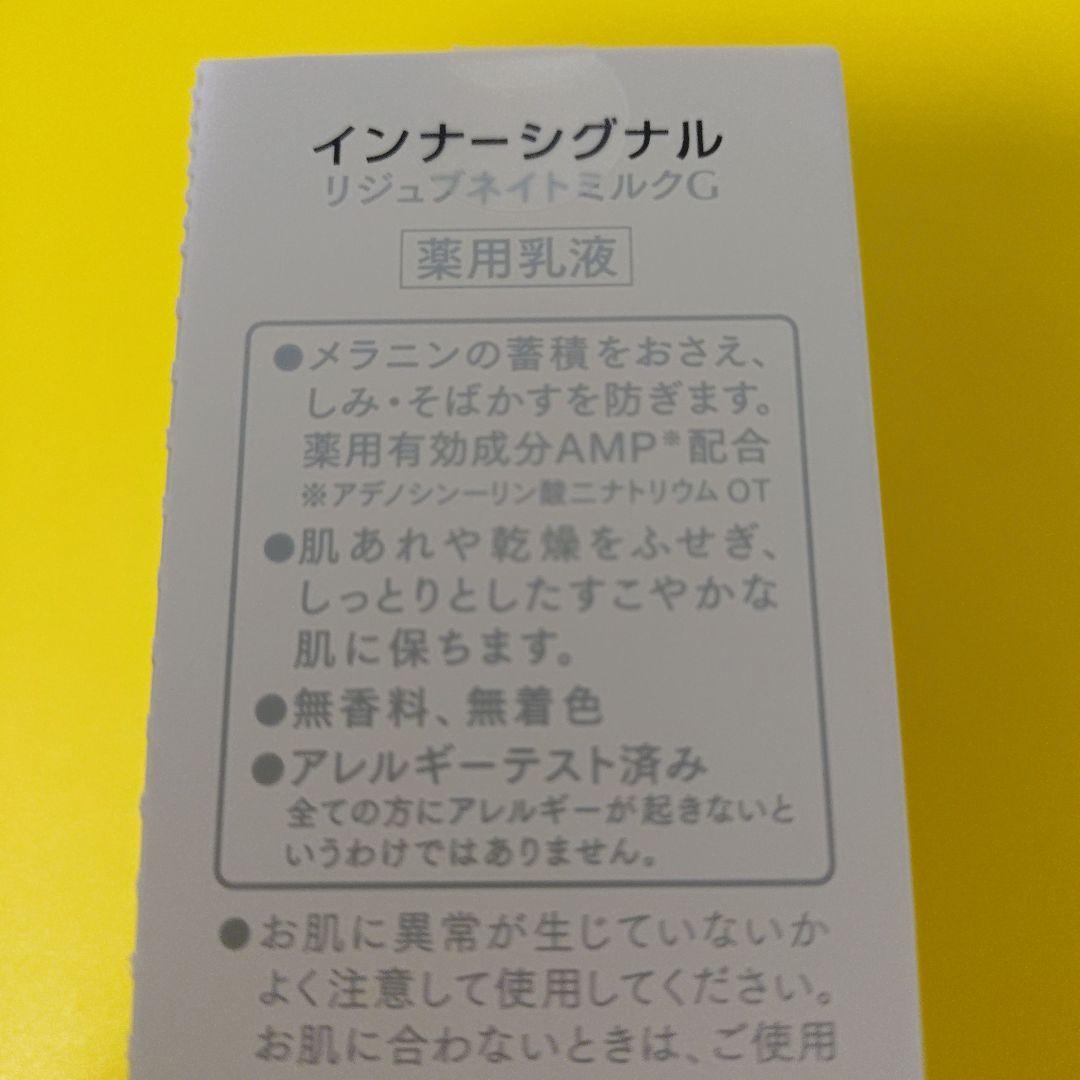 インナーシグナル
リジュブネイトミルクG
薬用乳液
●メラニンの蓄積をおさえ、
しみ・そばかすを防ぎます。
薬用有効成分AMP※配合
※アデノシン一リン酸二ナトリウム OT
●肌あれや乾燥をふせぎ、
しっとりとしたすこやかな
肌に保ちます。
●無香料、無着色
●アレルギーテスト済み
全ての方にアレルギーが起きないと
いうわけではありません。
●お肌に異常が生じていないか
よく注意して使用してください。
お肌に合わないときは、ご使用